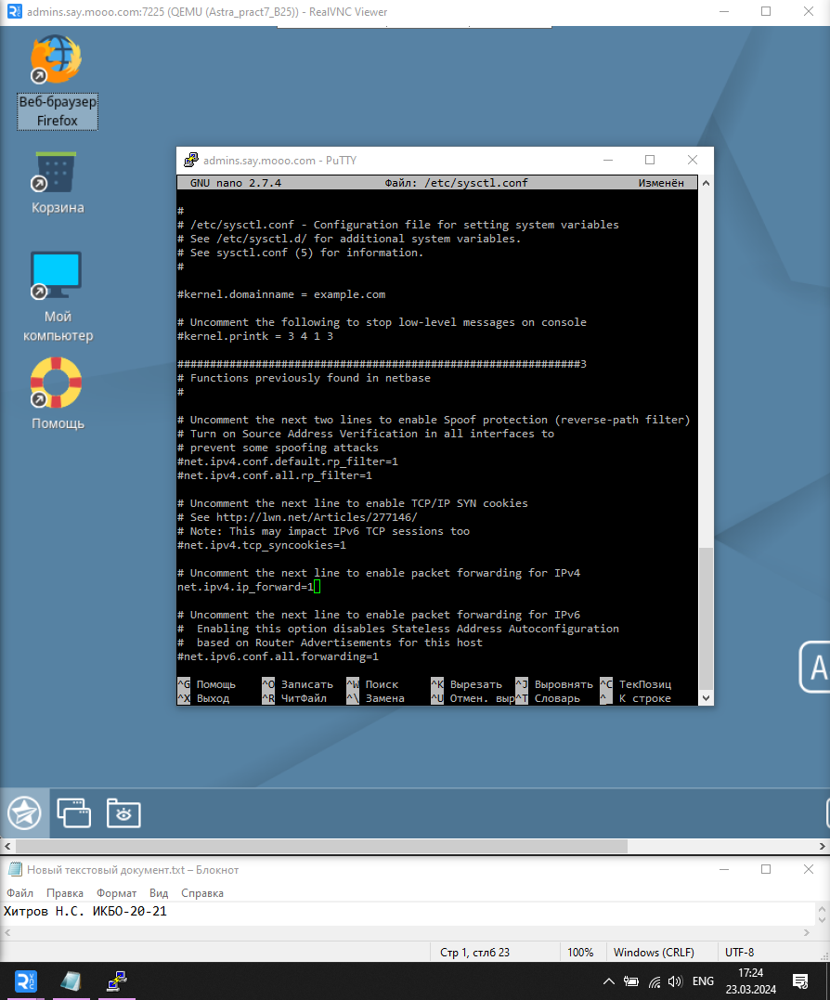 admins.say.mooo.com:7225 (QEMU (Astra_pract7_B25)) - RealVNC Viewer
Веб-браузер
Firefox
Корзина
Мой
компьютер
Помощь
admins.say.mooo.com - PuTTY
GNU nano 2.7.4 Файл: /etc/sysctl.conf Изменён
#
# /etc/sysctl.conf - Configuration file for setting system variables
# See /etc/sysctl.d/ for additional system variables.
# See sysctl.conf (5) for information.
#
#kernel.domainname = example.com
# Uncomment the following to stop low-level messages on console
#kernel.printk = 3 4 1 3
##############################################################3
# Functions previously found in netbase
#
# Uncomment the next two lines to enable Spoof protection (reverse-path filter)
# Turn on Source Address Verification in all interfaces to
# prevent some spoofing attacks
#net.ipv4.conf.default.rp_filter=1
#net.ipv4.conf.all.rp_filter=1
# Uncomment the next line to enable TCP/IP SYN cookies
# See http://lwn.net/Articles/277146/
# Note: This may impact IPv6 TCP sessions too
#net.ipv4.tcp_syncookies=1
# Uncomment the next line to enable packet forwarding for IPv4
net.ipv4.ip_forward=1
# Uncomment the next line to enable packet forwarding for IPv6
#  Enabling this option disables Stateless Address Autoconfiguration
#  based on Router Advertisements for this host
#net.ipv6.conf.all.forwarding=1
^G Помощь ^O Записать ^W Поиск ^K Вырезать ^J Выровнять ^C ТекПозиц
^X Выход ^R ЧитФайл ^\ Замена ^U Отмен. выр ^T Словарь ^_ К строке
A
Новый текстовый документ.txt – Блокнот
Файл Правка Формат Вид Справка
Хитров Н.С. ИКБО-20-21
Стр 1, стлб 23 100% Windows (CRLF) UTF-8
ENG
17:24
23.03.2024